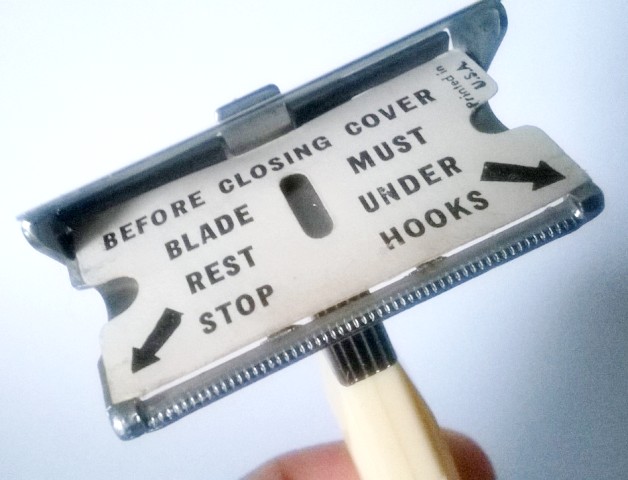 BEFORE CLOSING COVER
BLADE MUST
REST UNDER
STOP HOOKS
Printed in
U.S.A.